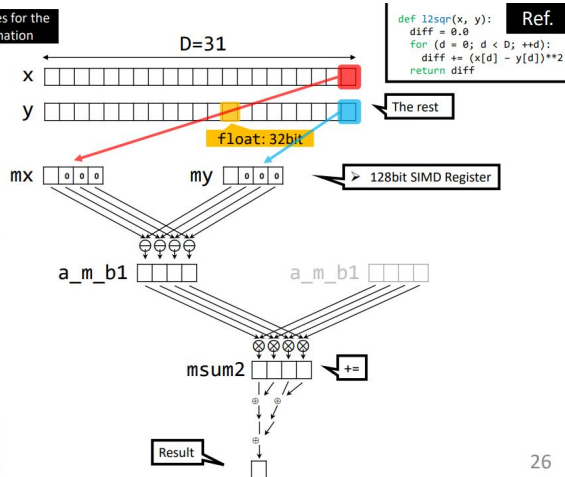 es for the
nation
def l2sqr(x, y):
diff = 0.0
for (d = 0; d < D; ++d):
diff += (x[d] - y[d])**2
return diff
Ref.
D=31
x
y
The rest
float: 32bit
mx 0 0 0
my 0 0 0
➢ 128bit SIMD Register
a_m_b1
a_m_b1
msum2
+=
Result
26